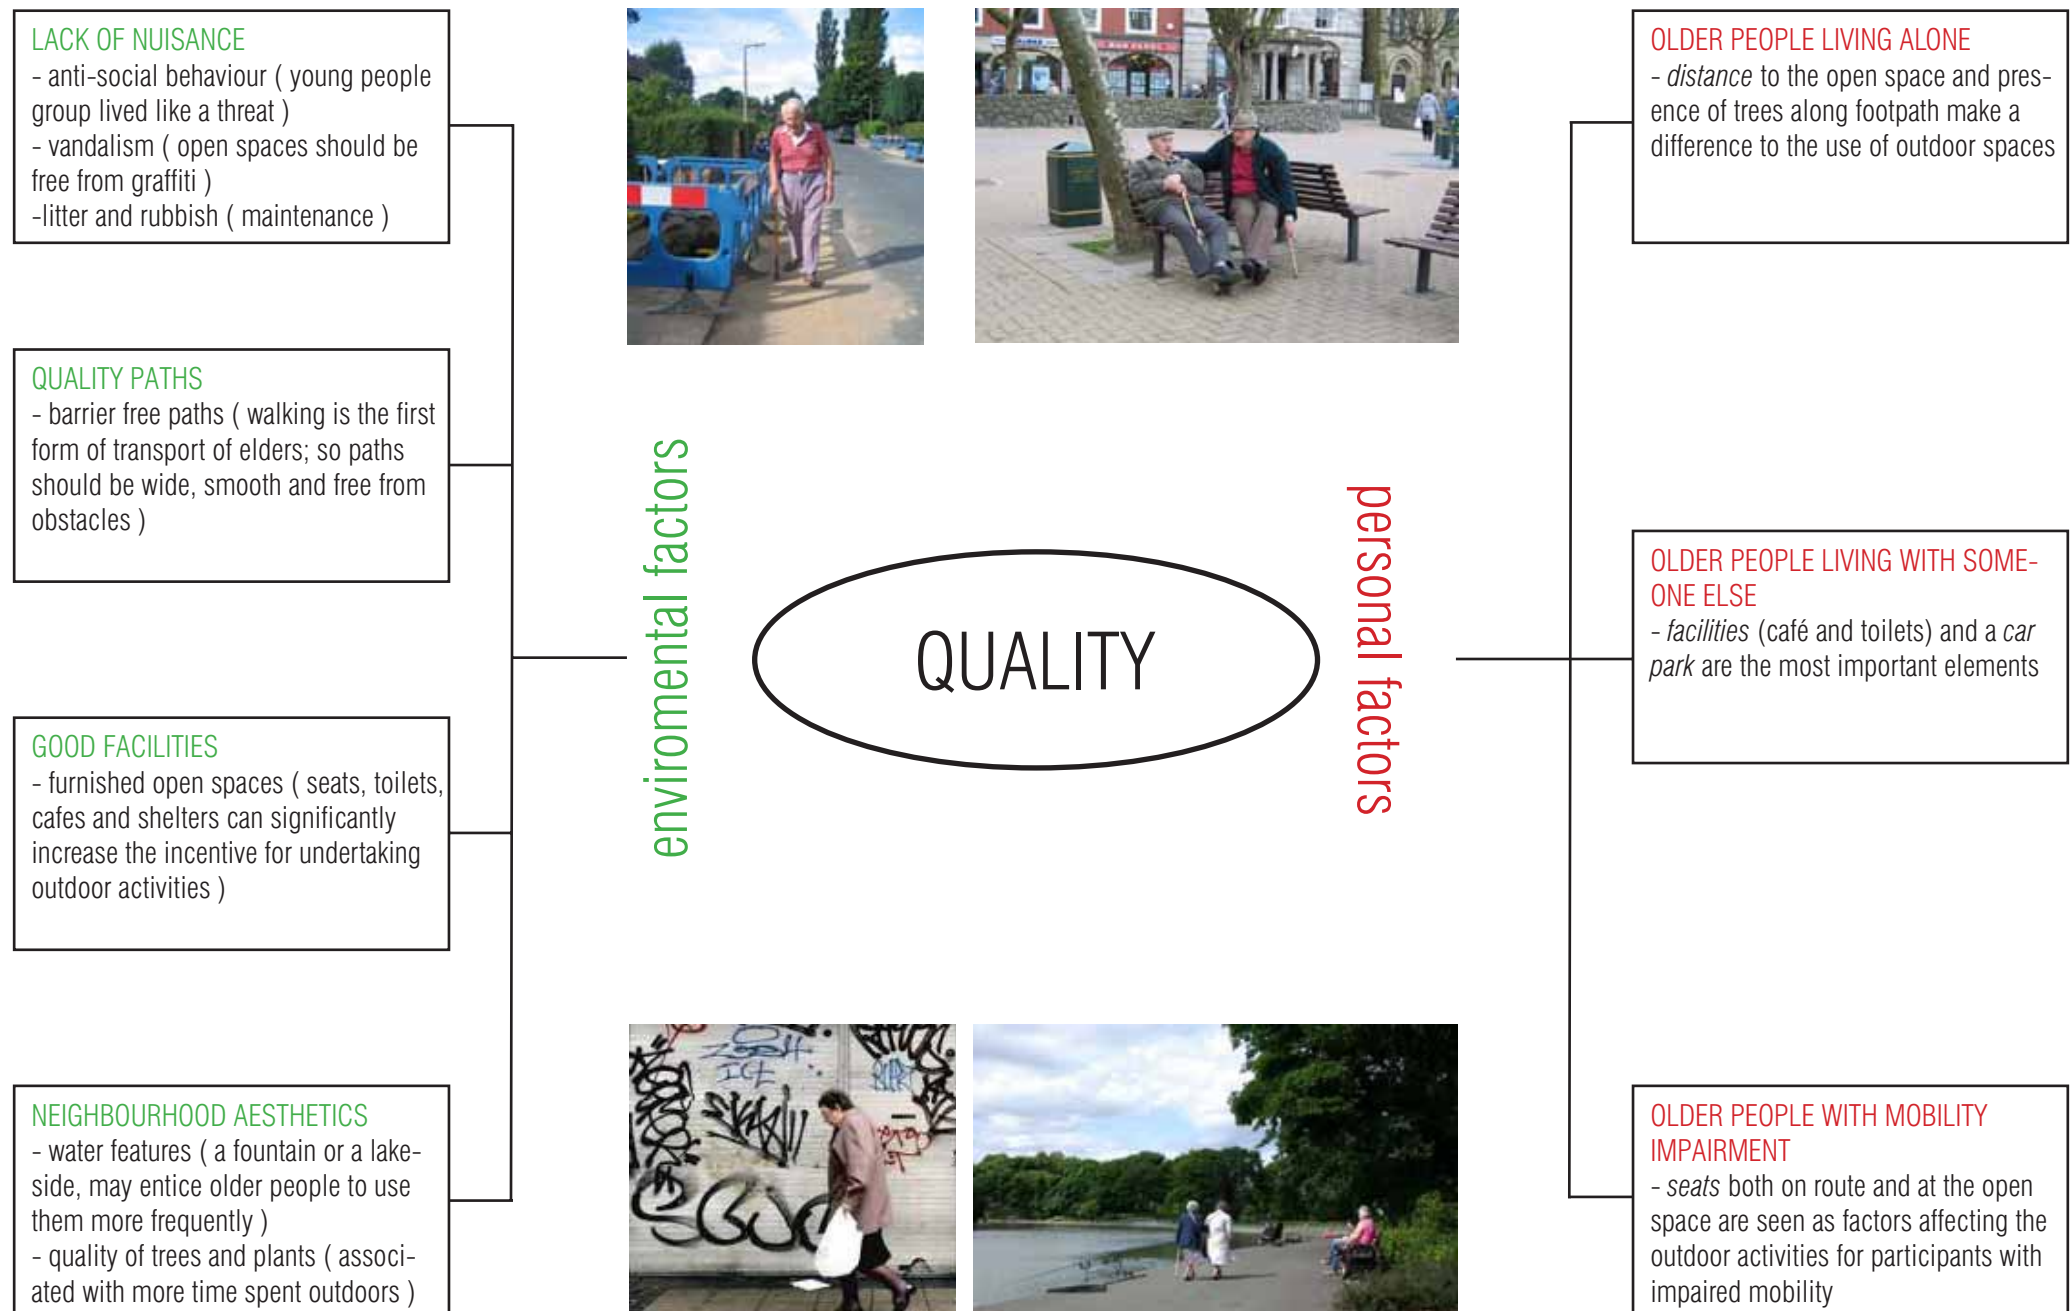 LACK OF NUISANCE
- anti-social behaviour ( young people
group lived like a threat )
- vandalism ( open spaces should be
free from graffiti )
-litter and rubbish ( maintenance )
QUALITY PATHS
- barrier free paths ( walking is the first
form of transport of elders; so paths
should be wide, smooth and free from
obstacles )
GOOD FACILITIES
- furnished open spaces ( seats, toilets,
cafes and shelters can significantly
increase the incentive for undertaking
outdoor activities )
NEIGHBOURHOOD AESTHETICS
- water features ( a fountain or a lake-
side, may entice older people to use
them more frequently )
- quality of trees and plants ( associ-
ated with more time spent outdoors )
enviromental factors
QUALITY
personal factors
OLDER PEOPLE LIVING ALONE
- distance to the open space and pres-
ence of trees along footpath make a
difference to the use of outdoor spaces
OLDER PEOPLE LIVING WITH SOME-
ONE ELSE
- facilities (café and toilets) and a car
park are the most important elements
OLDER PEOPLE WITH MOBILITY
IMPAIRMENT
- seats both on route and at the open
space are seen as factors affecting the
outdoor activities for participants with
impaired mobility